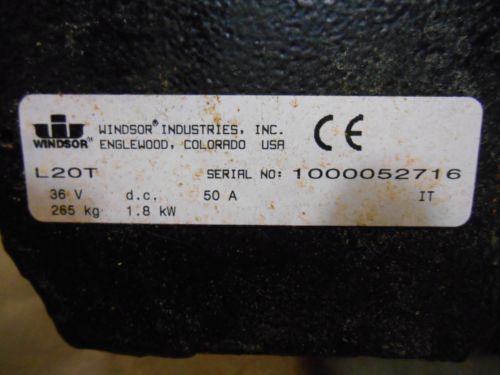 WINDSOR®
WINDSOR® INDUSTRIES, INC.
ENGLEWOOD, COLORADO USA
CE
L20T SERIAL NO: 1000052716
36 V d.c. 50 A IT
265 kg 1.8 kW